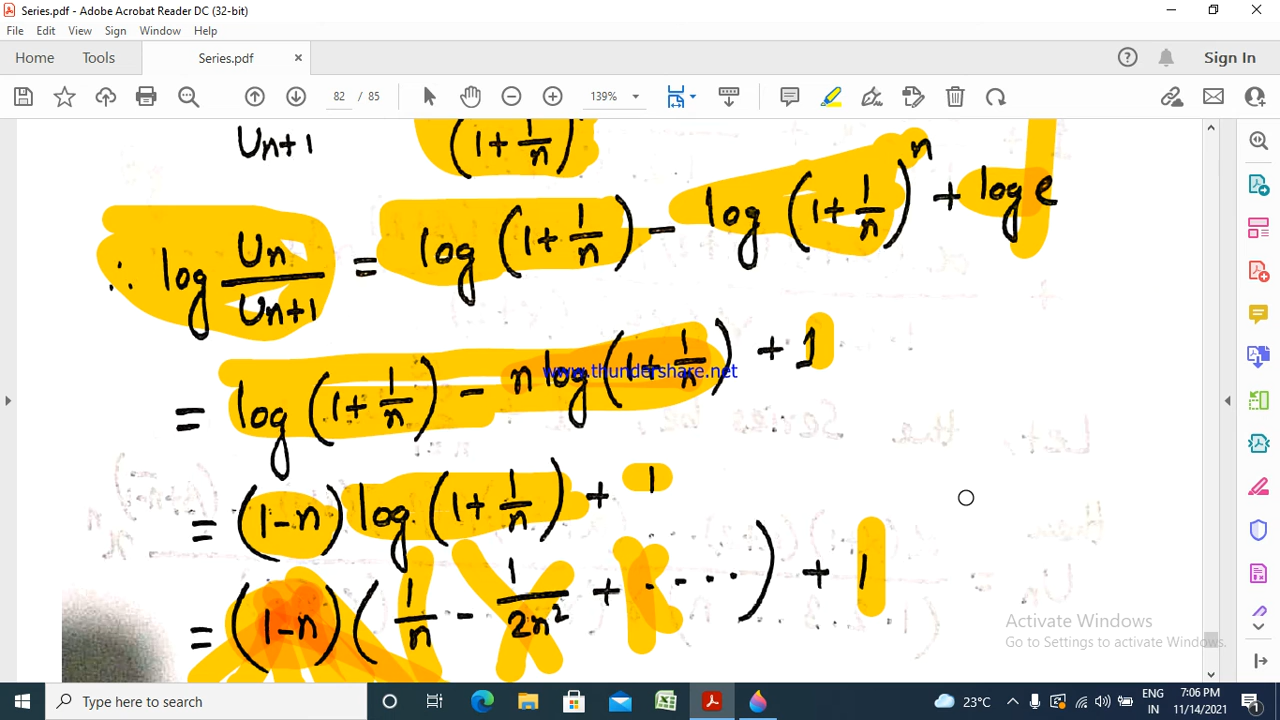 Series.pdf - Adobe Acrobat Reader DC (32-bit)
File Edit View Sign Window Help
Home Tools Series.pdf × Sign In
82 / 85 139%
Un+1 (1+1/n)
∴ log Un/Un+1 = log (1+1/n) - log (1+1/n)^n + log e
= log (1+1/n) - n log (1+1/n) + 1
www.thundershare.net
= (1-n) log (1+1/n) + 1
= (1-n) (1/n - 1/2n² + ·····) + 1
Activate Windows
Go to Settings to activate Windows.
Type here to search
23°C ENG IN 7:06 PM 11/14/2021